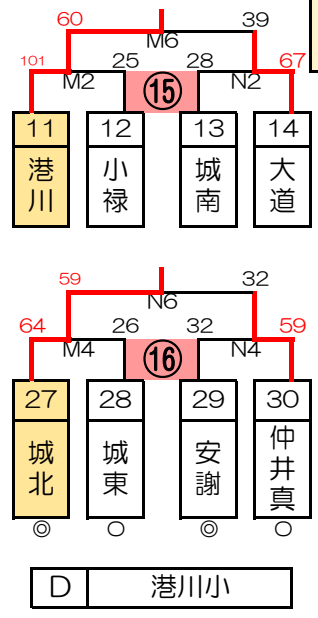 60 39
M6
101 25 28 67
M2 ⑮ N2
11 12 13 14
港川 小禄 城南 大道
59 32
N6
64 26 32 59
M4 ⑯ N4
27 28 29 30
城北 城東 安謝 仲井真
◎ ○ ◎ ○
D 港川小